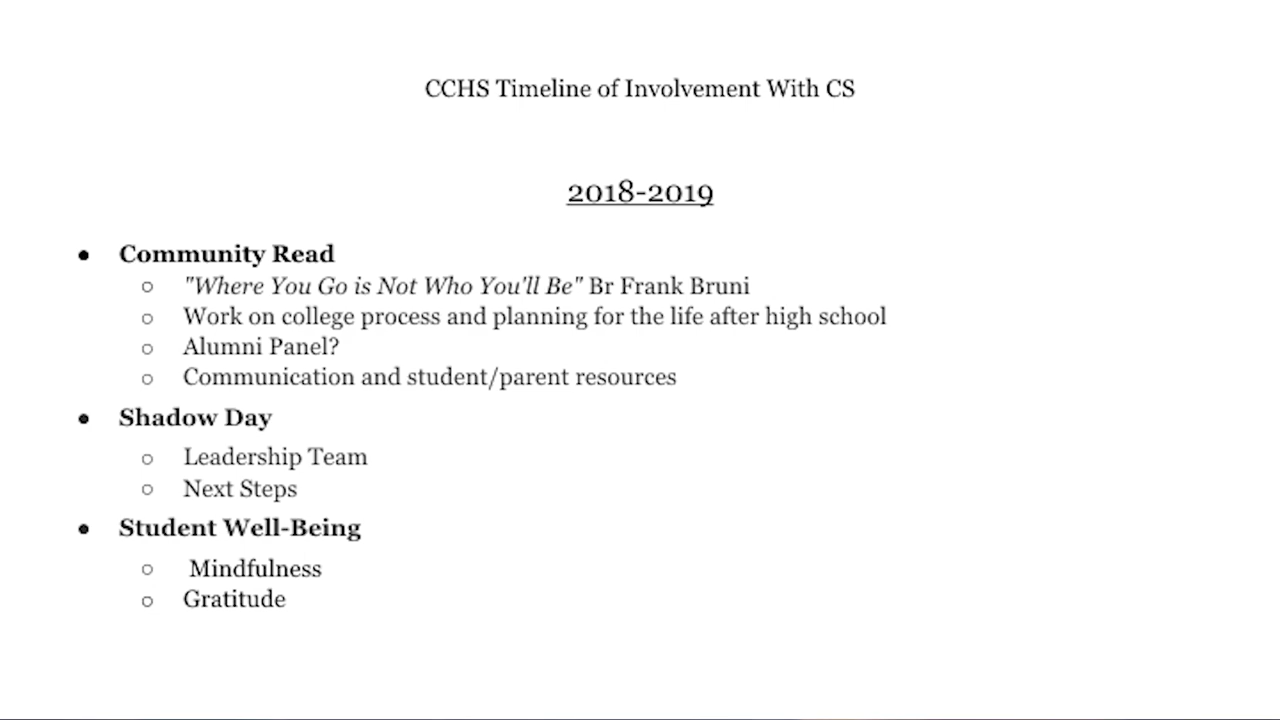 CCHS Timeline of Involvement With CS
2018-2019
● Community Read
○ "Where You Go is Not Who You'll Be" Br Frank Bruni
○ Work on college process and planning for the life after high school
○ Alumni Panel?
○ Communication and student/parent resources
● Shadow Day
○ Leadership Team
○ Next Steps
● Student Well-Being
○ Mindfulness
○ Gratitude